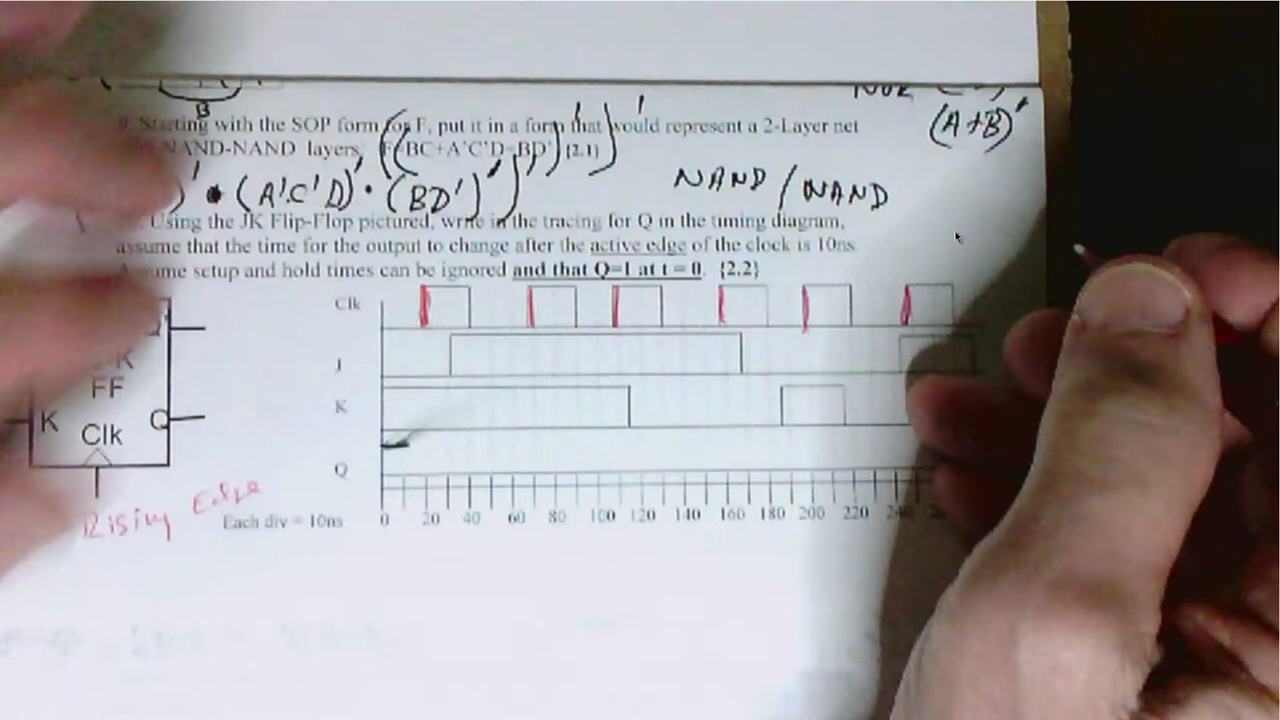 B
(A+B)'
9. Starting with the SOP form for F, put it in a form that would represent a 2-Layer net
NAND-NAND layers. F=BC+A'C'D+BD' {2.1}
)' • (A'C'D)' • (BD')' )' NAND / NAND
Using the JK Flip-Flop pictured, write in the tracing for Q in the timing diagram,
assume that the time for the output to change after the active edge of the clock is 10ns.
Assume setup and hold times can be ignored and that Q=1 at t = 0. {2.2}
Clk
J
K
Q
FF
K
Clk
Q
Rising Edge
Each div = 10ns
0 20 40 60 80 100 120 140 160 180 200 220